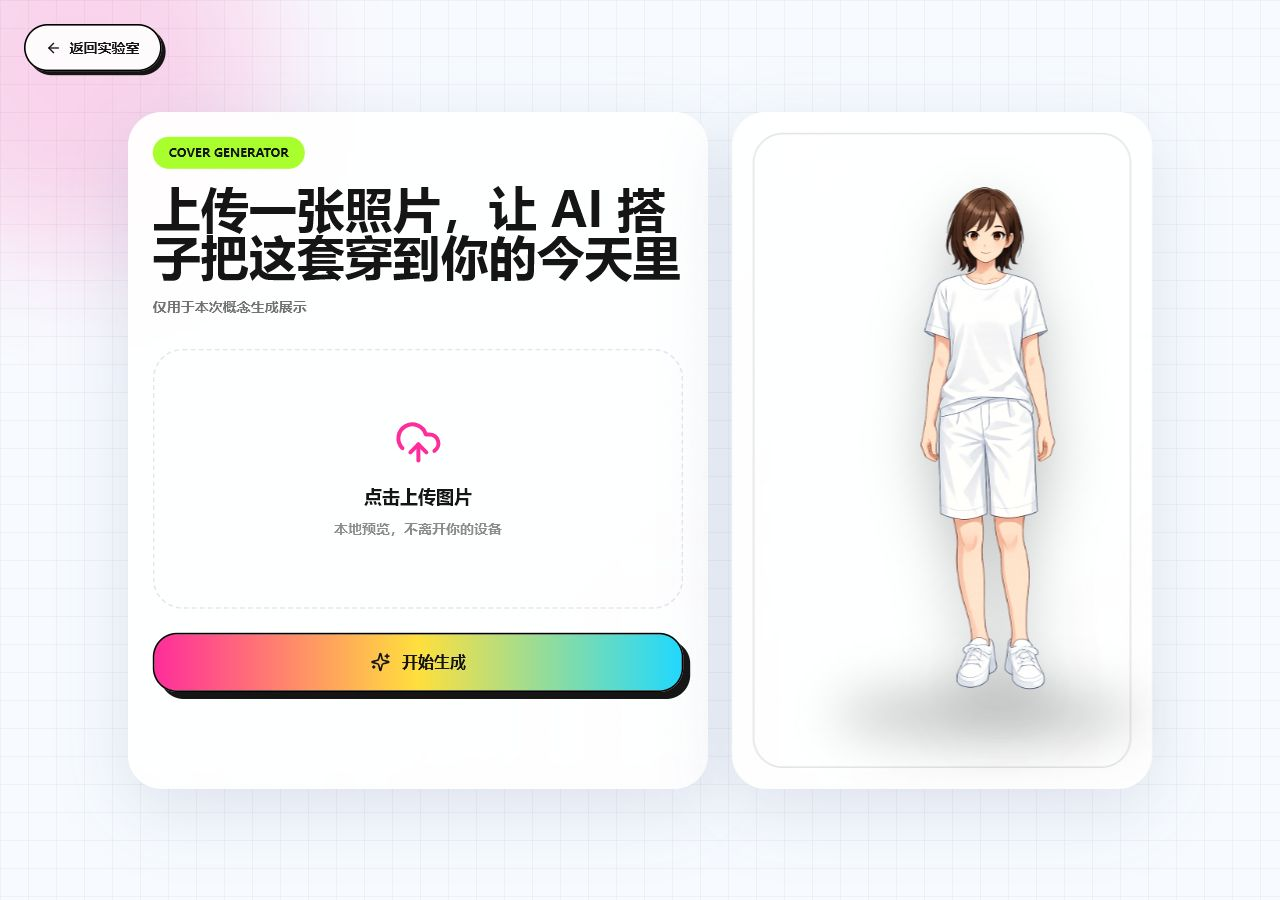 返回实验室
COVER GENERATOR
上传一张照片，让 AI 搭
子把这套穿到你的今天里
仅用于本次概念生成展示
点击上传图片
本地预览，不离开你的设备
开始生成